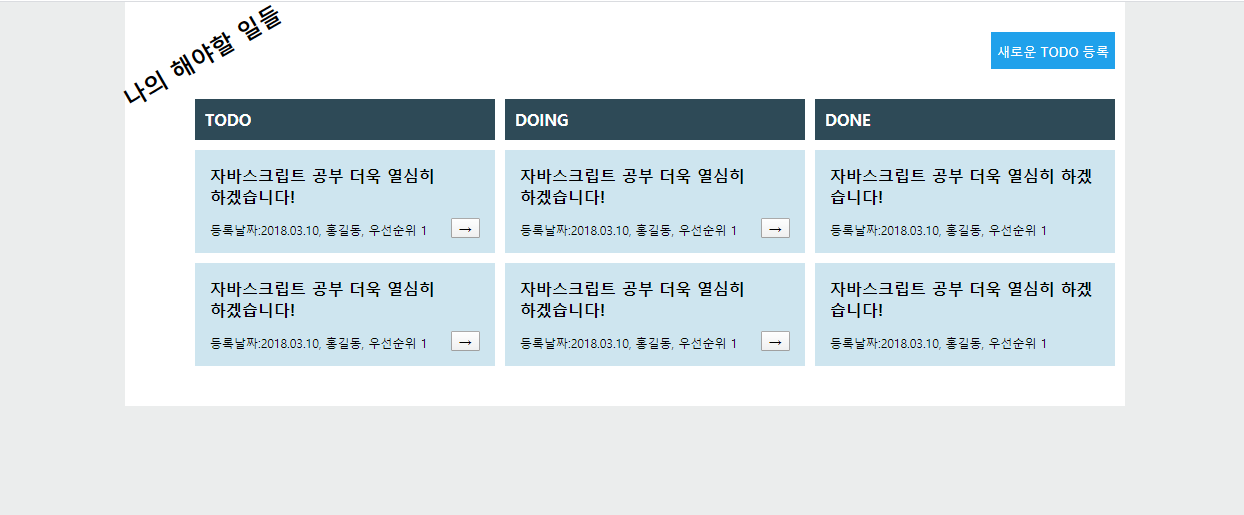 나의 해야할 일들
새로운 TODO 등록
TODO
자바스크립트 공부 더욱 열심히
하겠습니다!
등록날짜:2018.03.10, 홍길동, 우선순위 1
→
자바스크립트 공부 더욱 열심히
하겠습니다!
등록날짜:2018.03.10, 홍길동, 우선순위 1
→
DOING
자바스크립트 공부 더욱 열심히
하겠습니다!
등록날짜:2018.03.10, 홍길동, 우선순위 1
→
자바스크립트 공부 더욱 열심히
하겠습니다!
등록날짜:2018.03.10, 홍길동, 우선순위 1
→
DONE
자바스크립트 공부 더욱 열심히 하겠
습니다!
등록날짜:2018.03.10, 홍길동, 우선순위 1
자바스크립트 공부 더욱 열심히 하겠
습니다!
등록날짜:2018.03.10, 홍길동, 우선순위 1